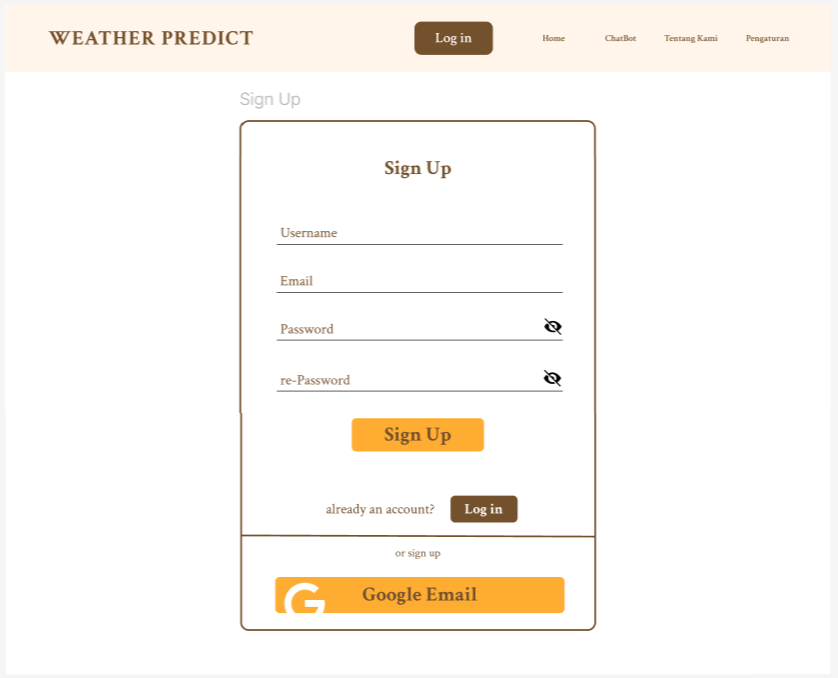 WEATHER PREDICT
Log in
Home
ChatBot
Tentang Kami
Pengaturan
Sign Up
Sign Up
Username
Email
Password
re-Password
Sign Up
already an account?
Log in
or sign up
G
Google Email